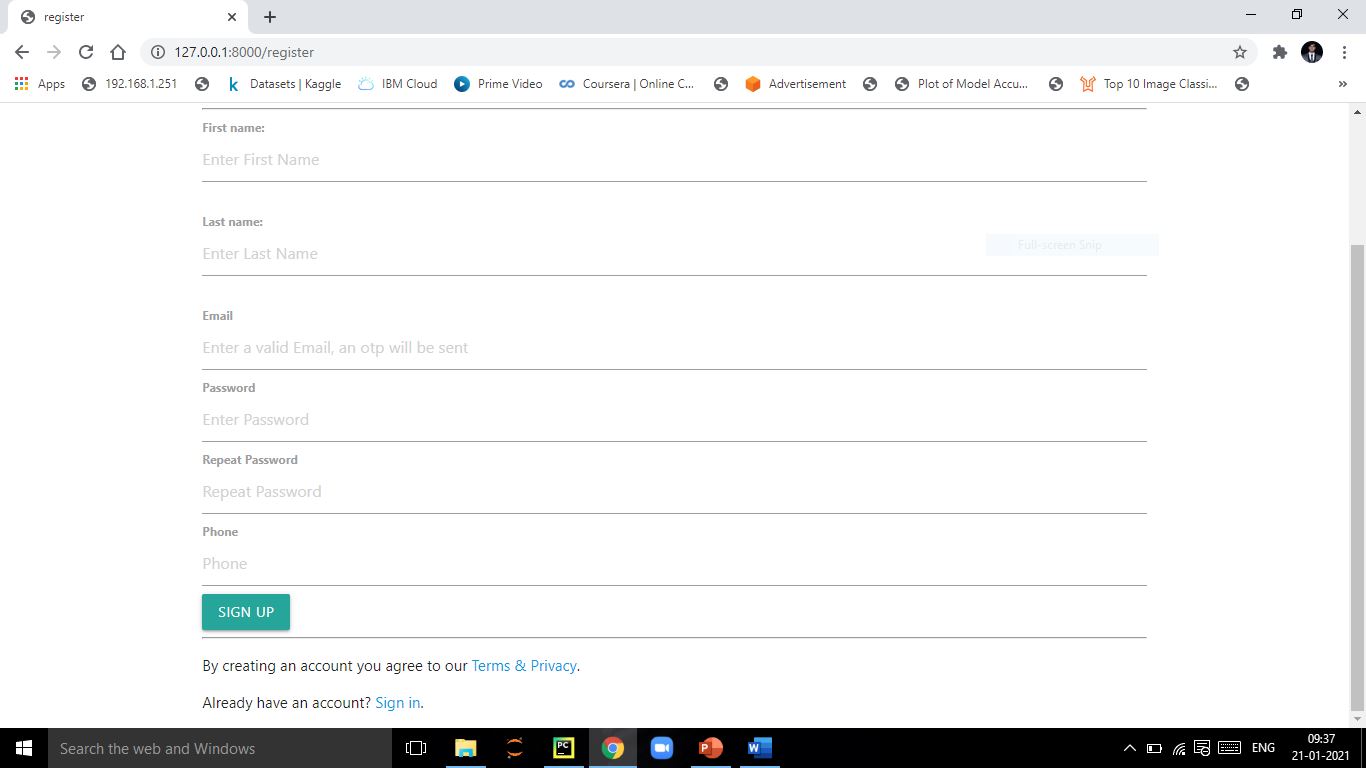 register
127.0.0.1:8000/register
Apps 192.168.1.251 Datasets | Kaggle IBM Cloud Prime Video Coursera | Online C... Advertisement Plot of Model Accu... Top 10 Image Classi... »
First name:
Enter First Name
Last name:
Full-screen Snip
Enter Last Name
Email
Enter a valid Email, an otp will be sent
Password
Enter Password
Repeat Password
Repeat Password
Phone
Phone
SIGN UP
By creating an account you agree to our Terms & Privacy.
Already have an account? Sign in.
Search the web and Windows
PC
P
W
ENG
09:37
21-01-2021